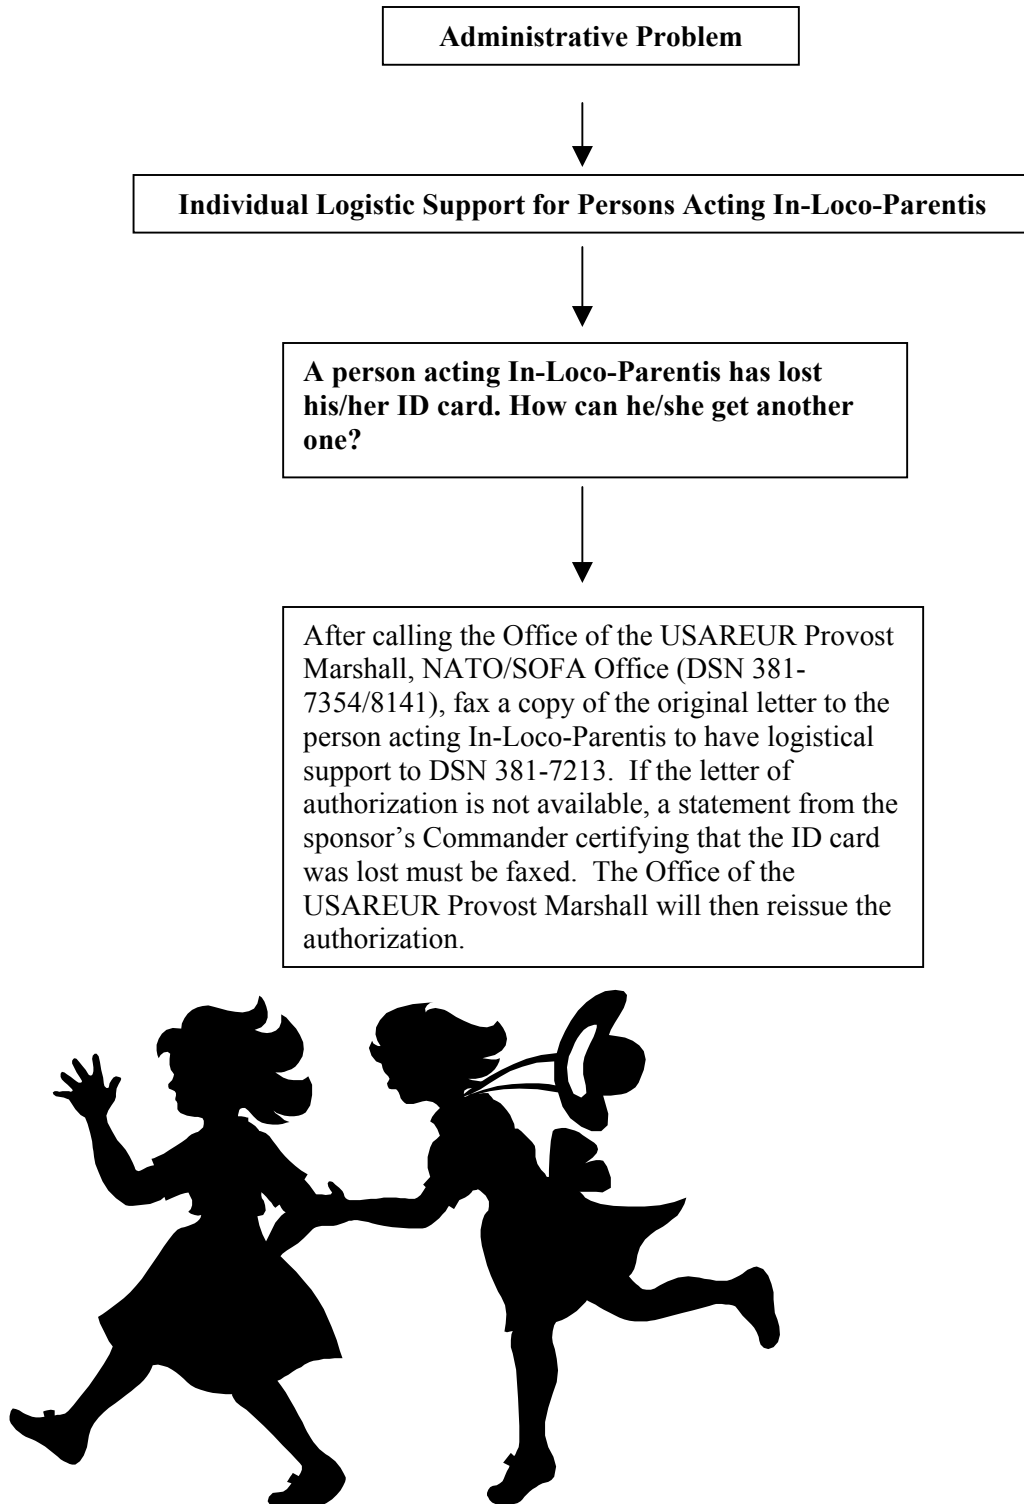 Administrative Problem
Individual Logistic Support for Persons Acting In-Loco-Parentis
A person acting In-Loco-Parentis has lost
his/her ID card. How can he/she get another
one?
After calling the Office of the USAREUR Provost
Marshall, NATO/SOFA Office (DSN 381-
7354/8141), fax a copy of the original letter to the
person acting In-Loco-Parentis to have logistical
support to DSN 381-7213.  If the letter of
authorization is not available, a statement from the
sponsor’s Commander certifying that the ID card
was lost must be faxed.  The Office of the
USAREUR Provost Marshall will then reissue the
authorization.